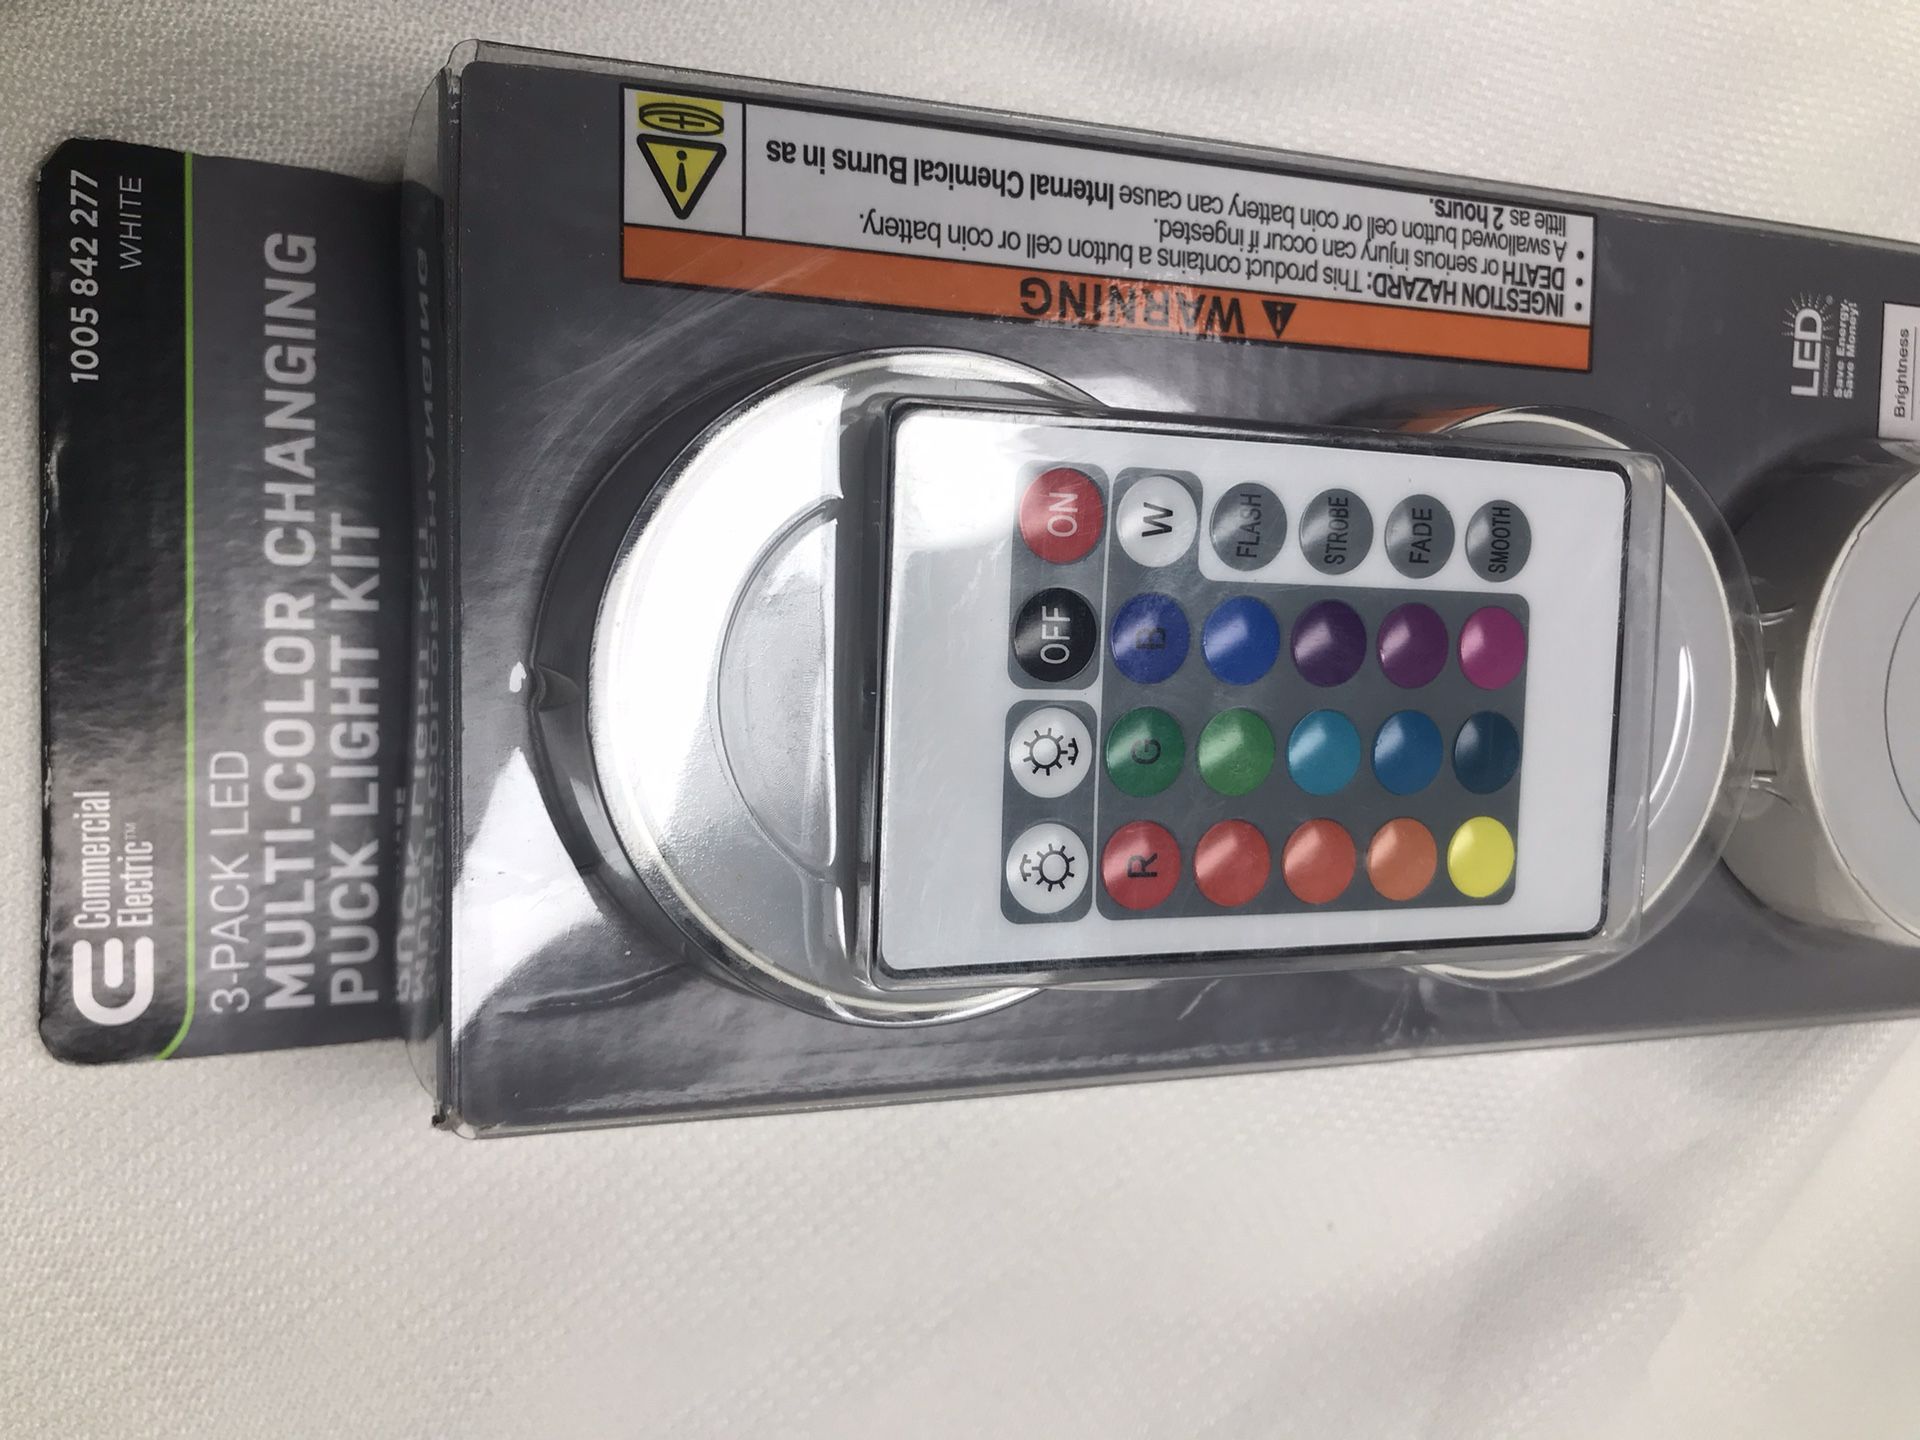 Commercial
Electric™
1005 842 277
WHITE
3-PACK LED
MULTI-COLOR CHANGING
PUCK LIGHT KIT
WARNING
• INGESTION HAZARD: This product contains a button cell or coin battery.
• DEATH or serious injury can occur if ingested.
• A swallowed button cell or coin battery can cause Internal Chemical Burns in as
little as 2 hours.
OFF ON
R G B W
FLASH
STROBE
FADE
SMOOTH
LED
TECHNOLOGY
Save Energy,
Save Money!
Brightness